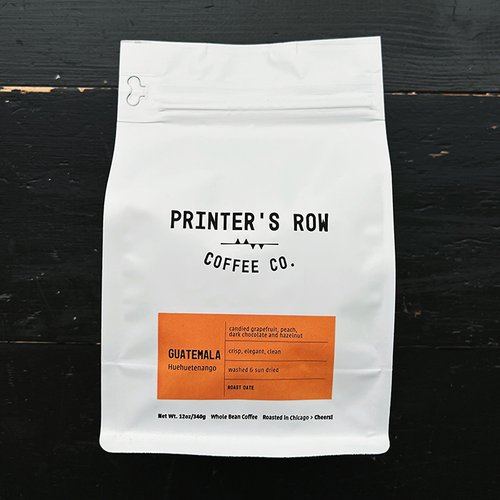 PRINTER'S ROW
COFFEE CO.
candied grapefruit, peach,
dark chocolate and hazelnut
GUATEMALA
Huehuetenango
crisp, elegant, clean
washed & sun dried
ROAST DATE
Net Wt. 12oz/340g Whole Bean Coffee Roasted in Chicago > Cheers!